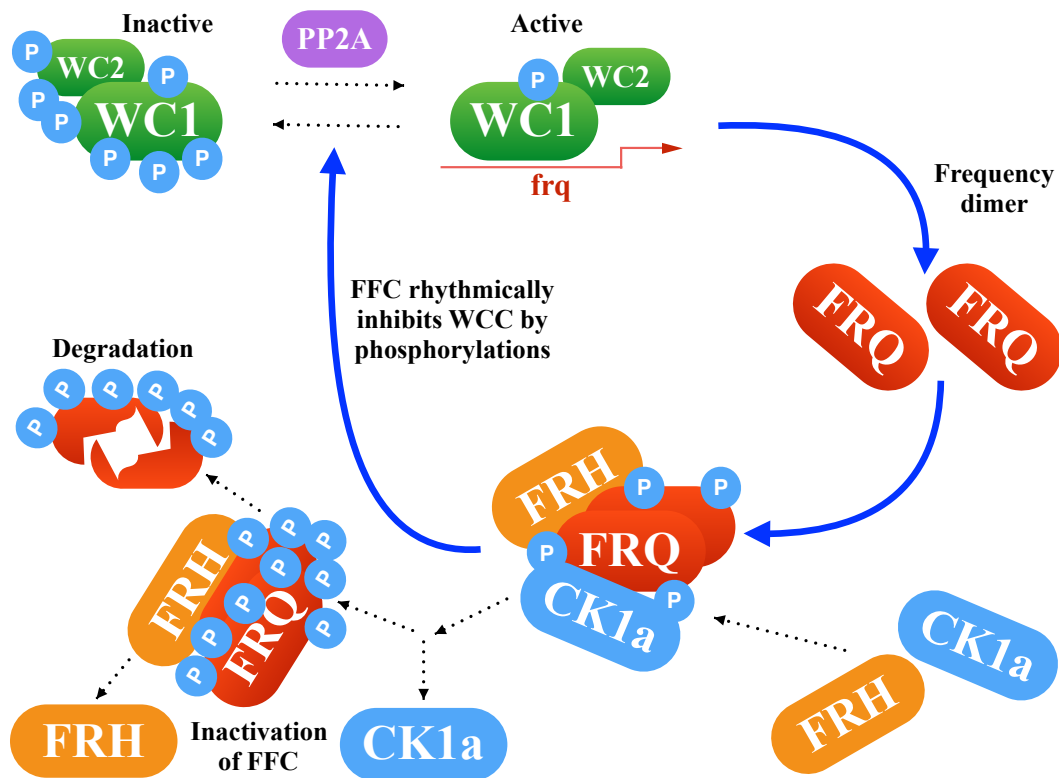 Inactive
PP2A
Active
P
WC2
P
P
P
WC1
P
P
P
P
WC2
WC1
frq
Frequency
dimer
FRQ
FRQ
FFC rhythmically
inhibits WCC by
phosphorylations
Degradation
P
P
P
P
P
P
P
FRH
P
P
FRQ
P
CK1a
P
CK1a
FRH
FRH
FRQ
P
P
P
P
P
P
P
P
P
P
FRH
Inactivation
of FFC
CK1a